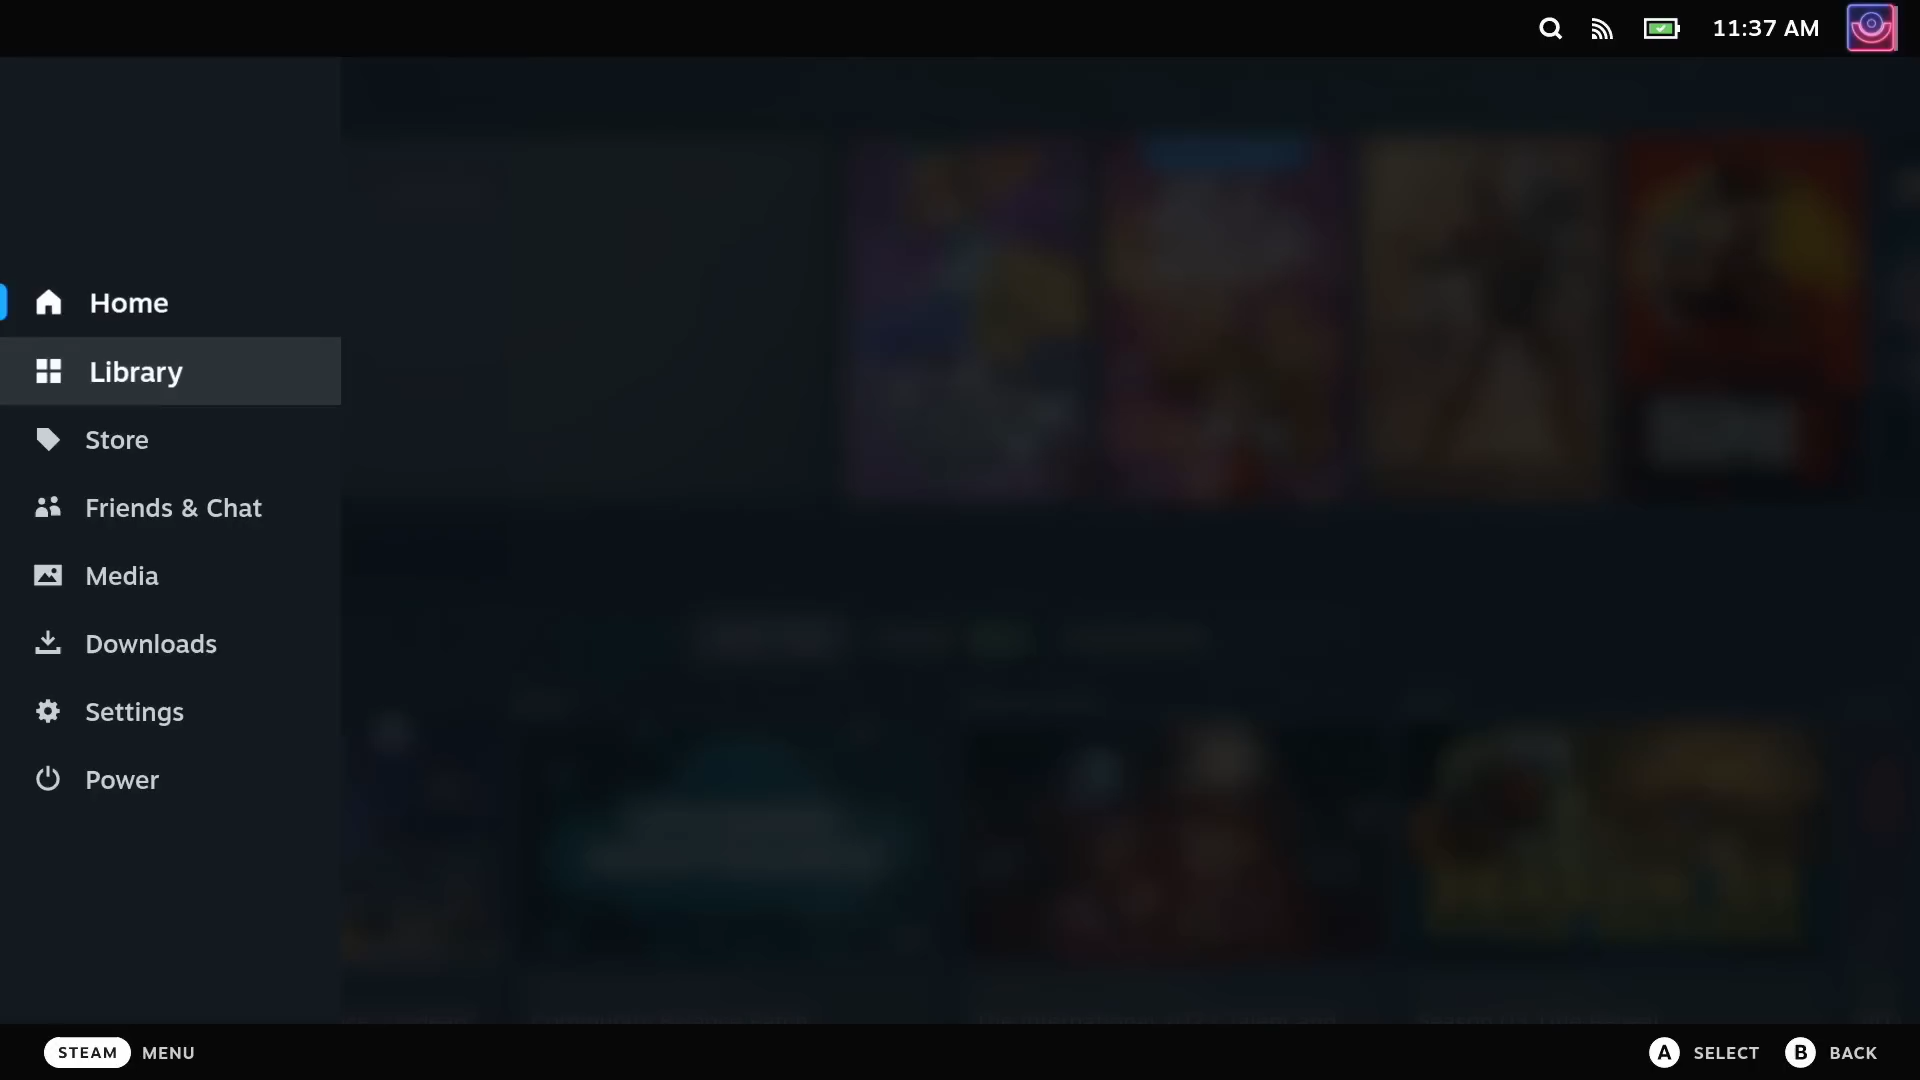 11:37 AM
Home
Library
Store
Friends & Chat
Media
Downloads
Settings
Power
STEAM MENU
A SELECT B BACK